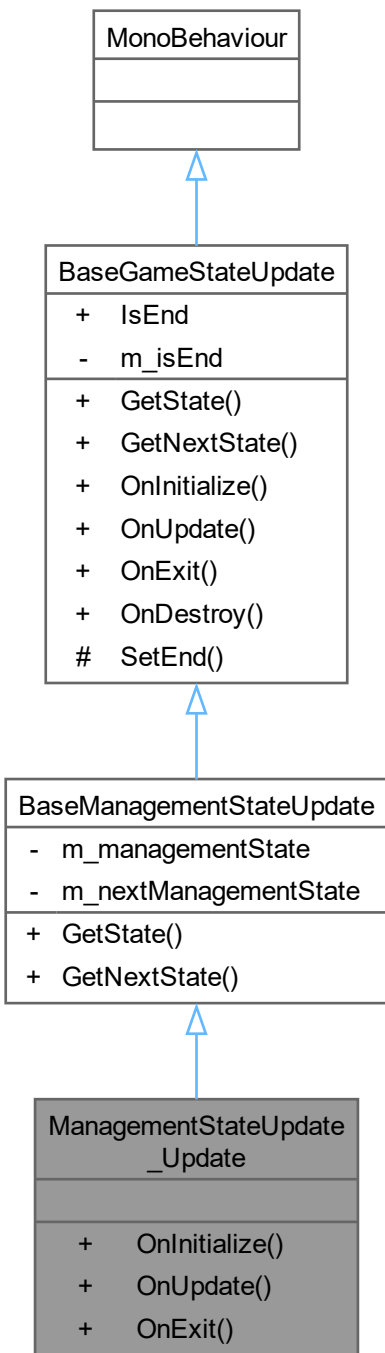 MonoBehaviour
BaseGameStateUpdate
+ IsEnd
- m_isEnd
+ GetState()
+ GetNextState()
+ OnInitialize()
+ OnUpdate()
+ OnExit()
+ OnDestroy()
# SetEnd()
BaseManagementStateUpdate
- m_managementState
- m_nextManagementState
+ GetState()
+ GetNextState()
ManagementStateUpdate
_Update
+ OnInitialize()
+ OnUpdate()
+ OnExit()